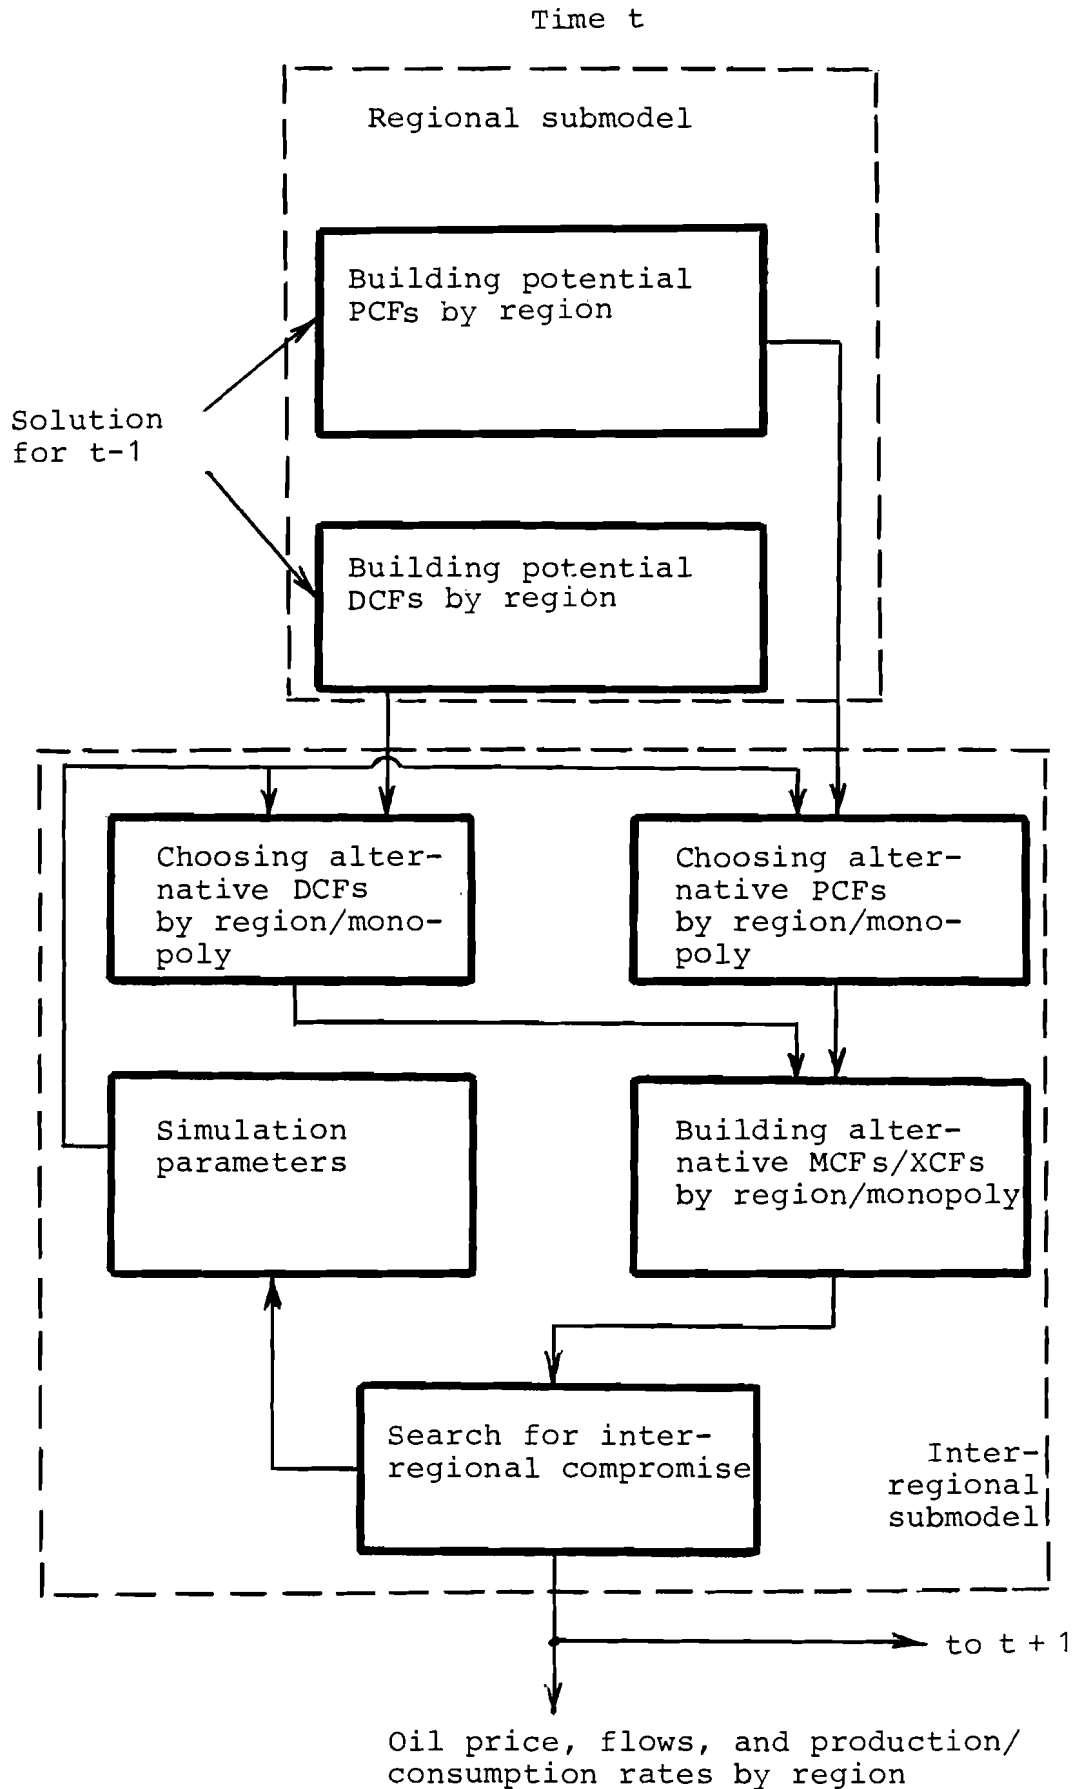 Time t
Regional submodel
Building potential
PCFs by region
Solution
for t-1
Building potential
DCFs by region
Choosing alter-
native DCFs
by region/mono-
poly
Choosing alter-
native PCFs
by region/mono-
poly
Simulation
parameters
Building alter-
native MCFs/XCFs
by region/monopoly
Search for inter-
regional compromise
Inter-
regional
submodel
to t + 1
Oil price, flows, and production/
consumption rates by region